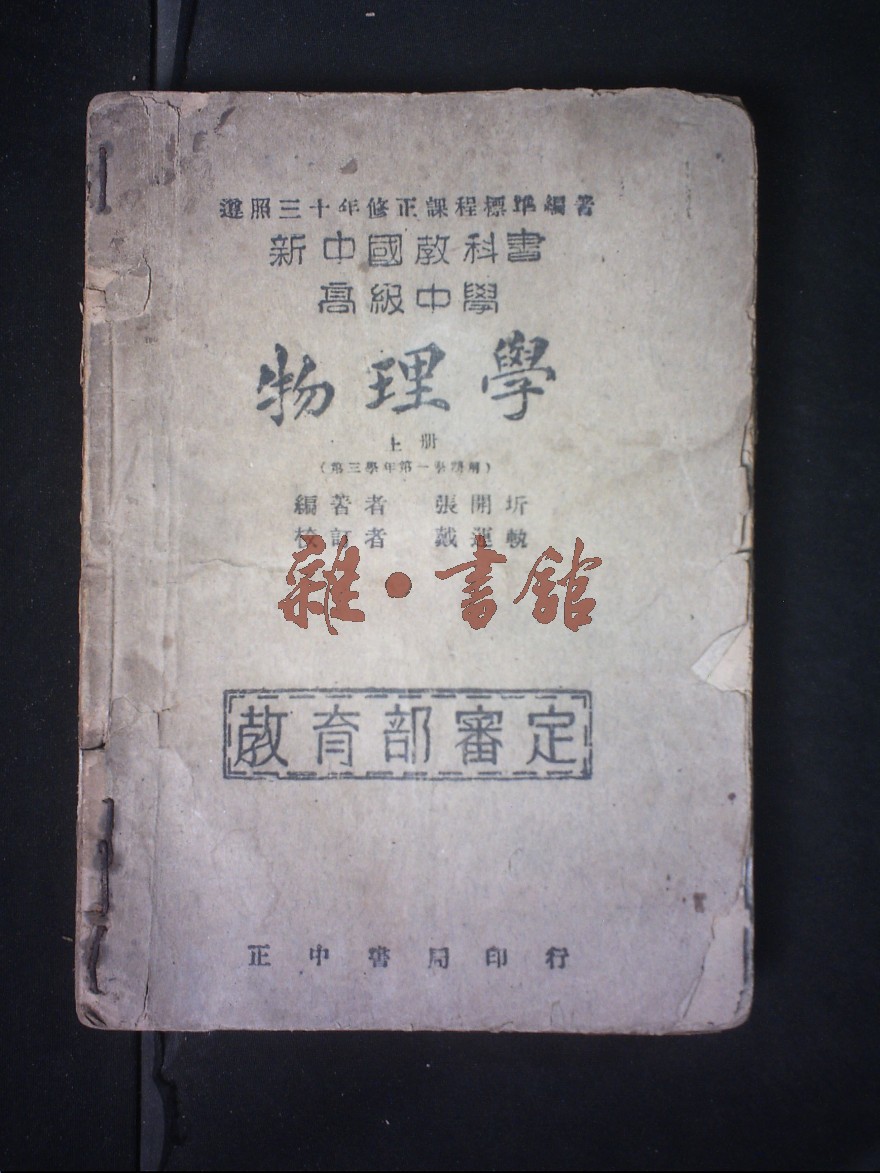 遵照三十年修正課程標準編著
新中國教科書
高級中學
物理學
上册
(第三學年第一學期用)
編著者 張開圻
校訂者 戴運軌
雜·書館
教育部審定
正中書局印行